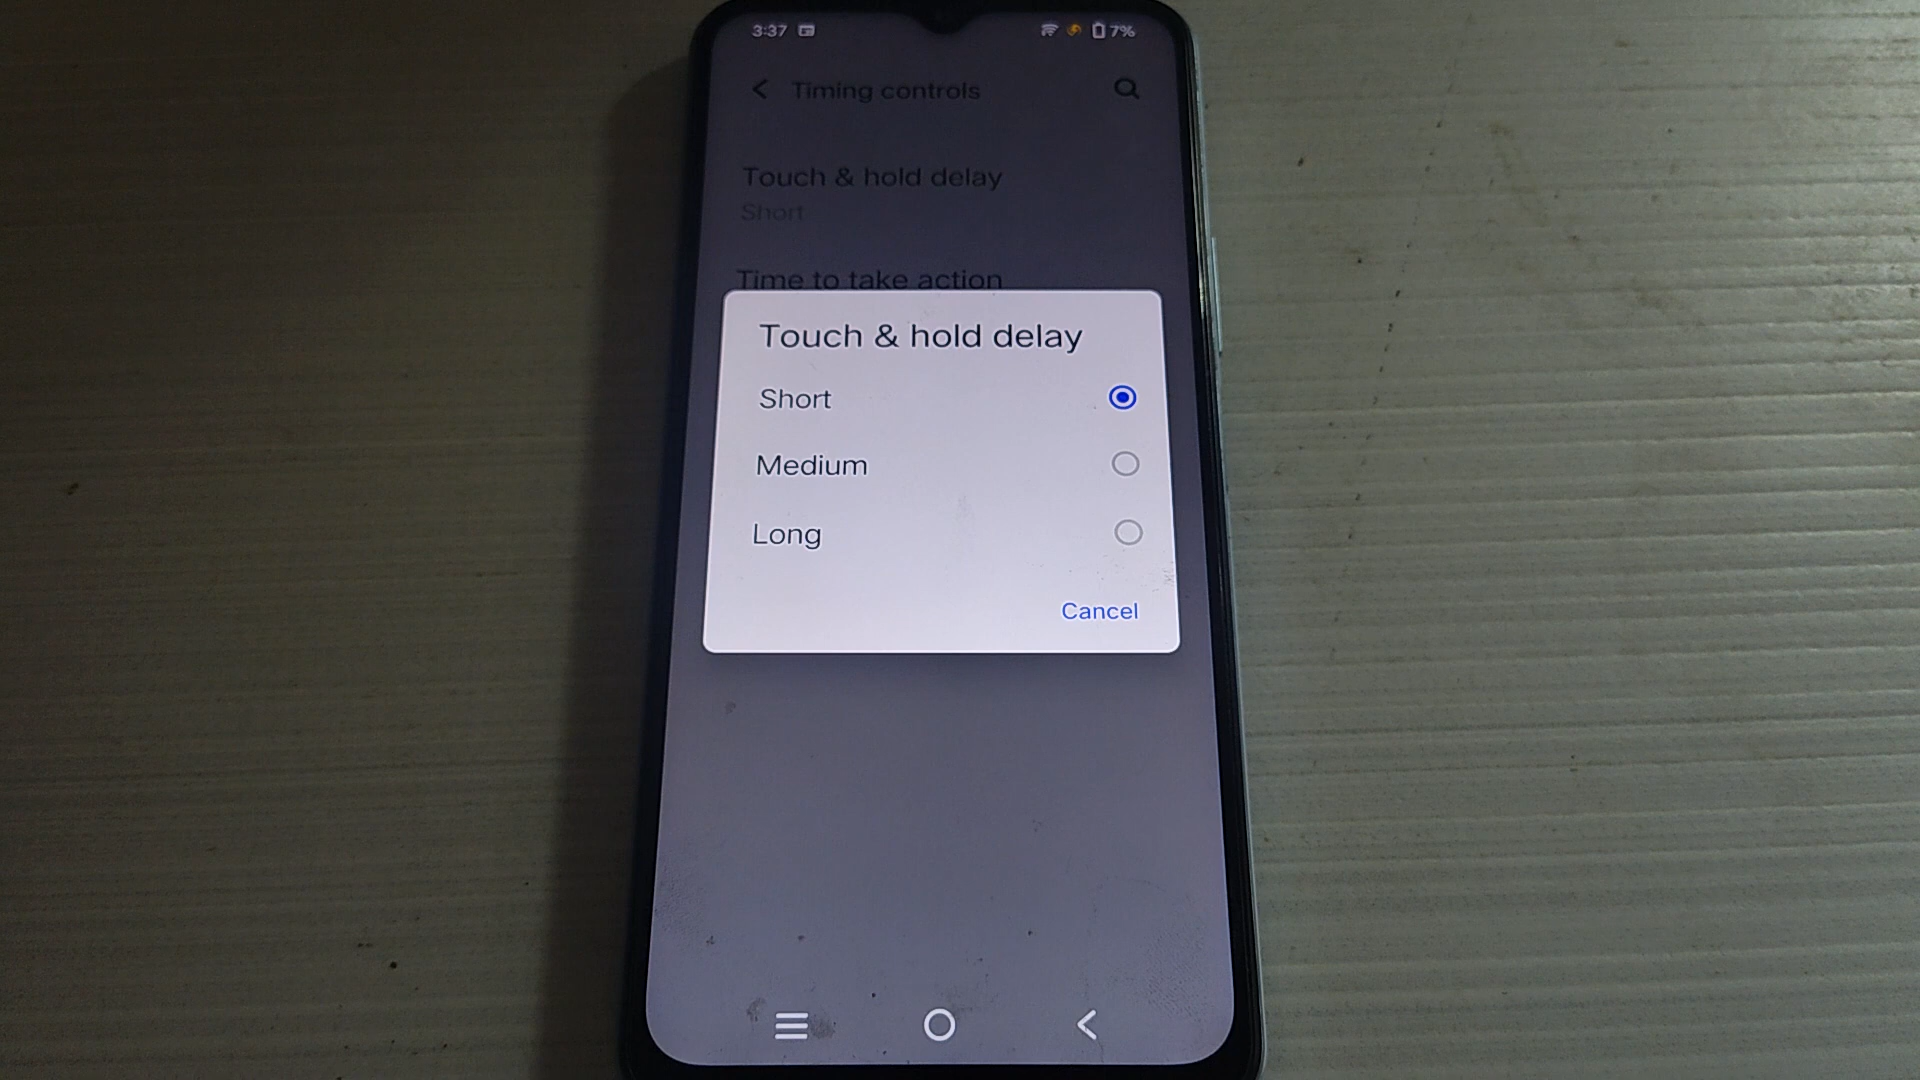 3:37 7%
Timing controls
Touch & hold delay
Short
Time to take action
Touch & hold delay
Short
Medium
Long
Cancel